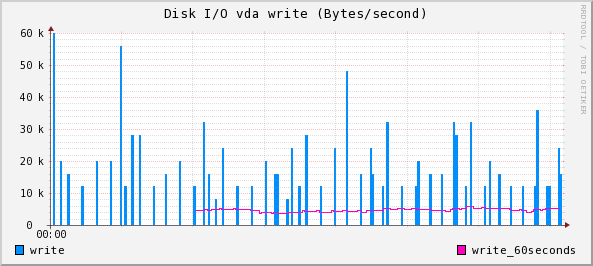 Disk I/O vda write (Bytes/second)
RRDTOOL / TOBI OETIKER
60 k
50 k
40 k
30 k
20 k
10 k
0
00:00
write
write_60seconds